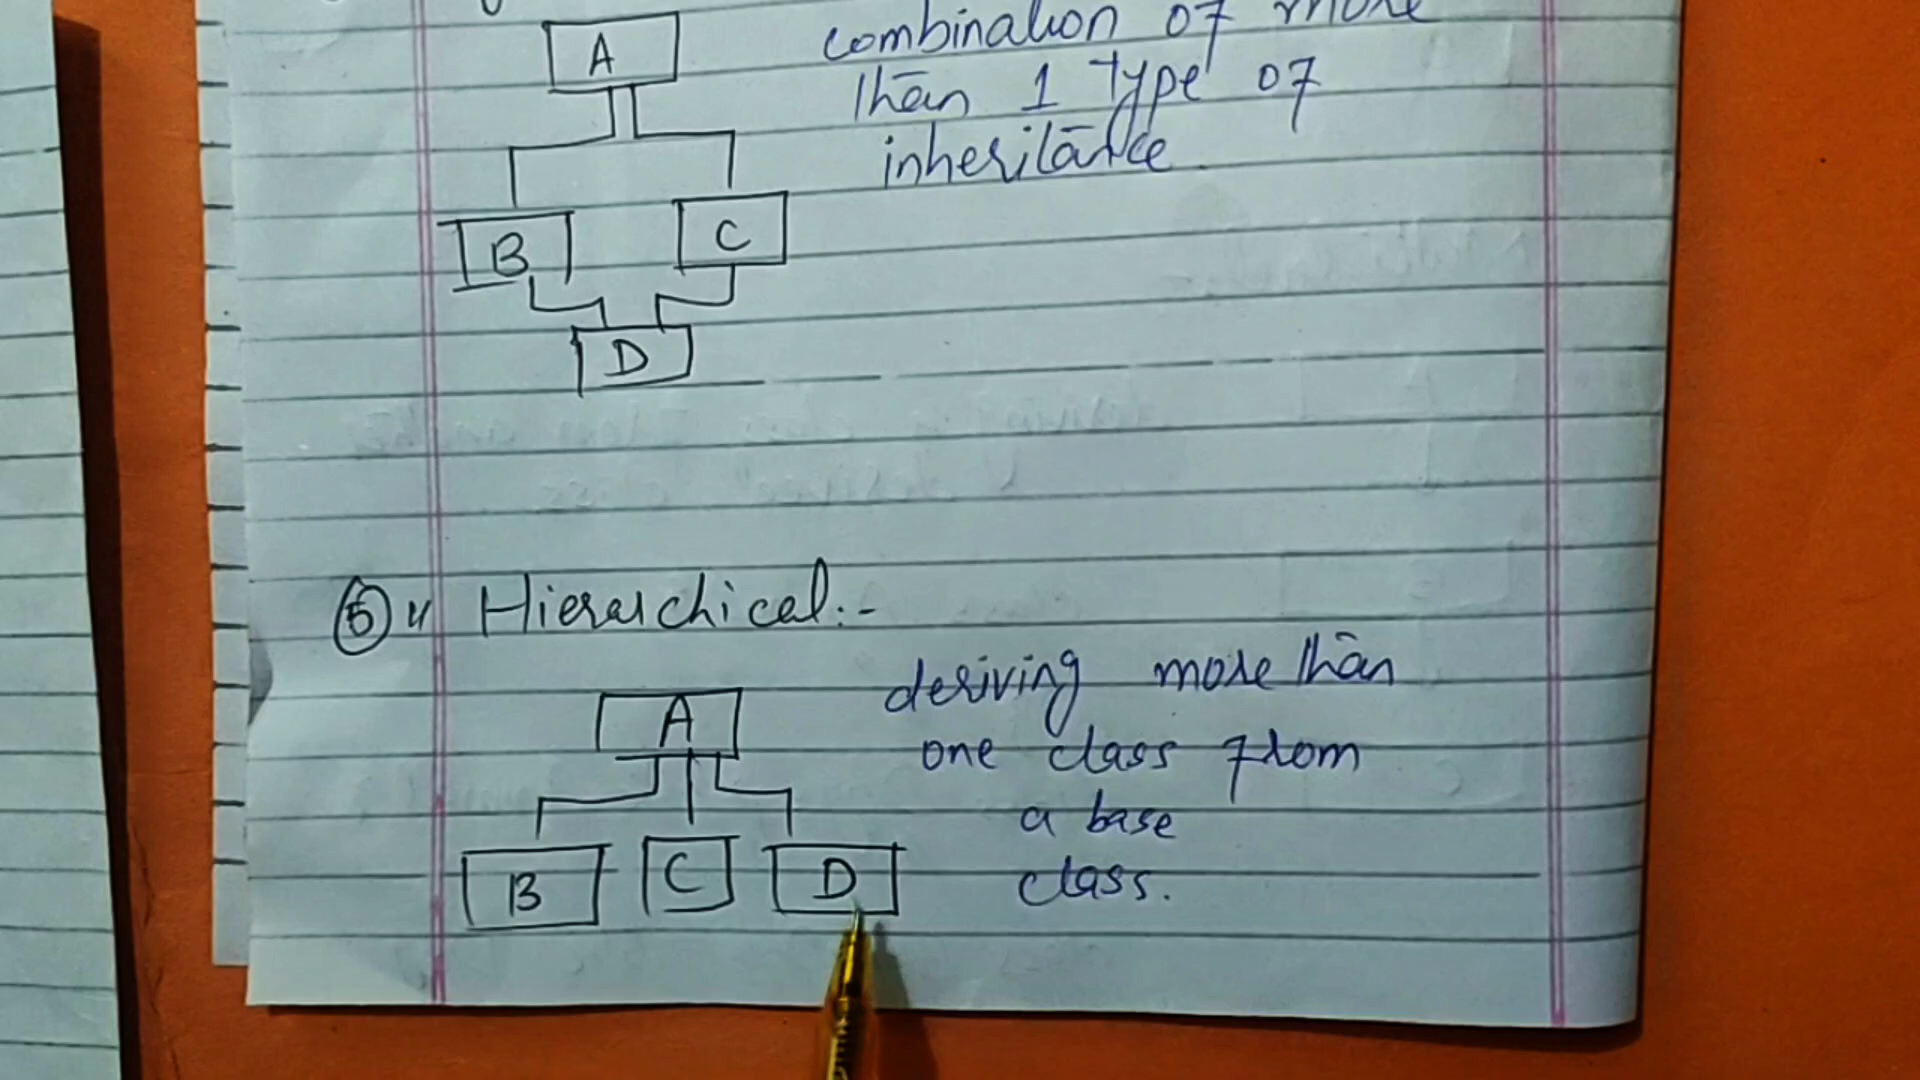 A
combination of more
than 1 type of
inheritance
B
C
D
5 Hierarchical:-
A
deriving more than
one class from
a base
B C D
class.